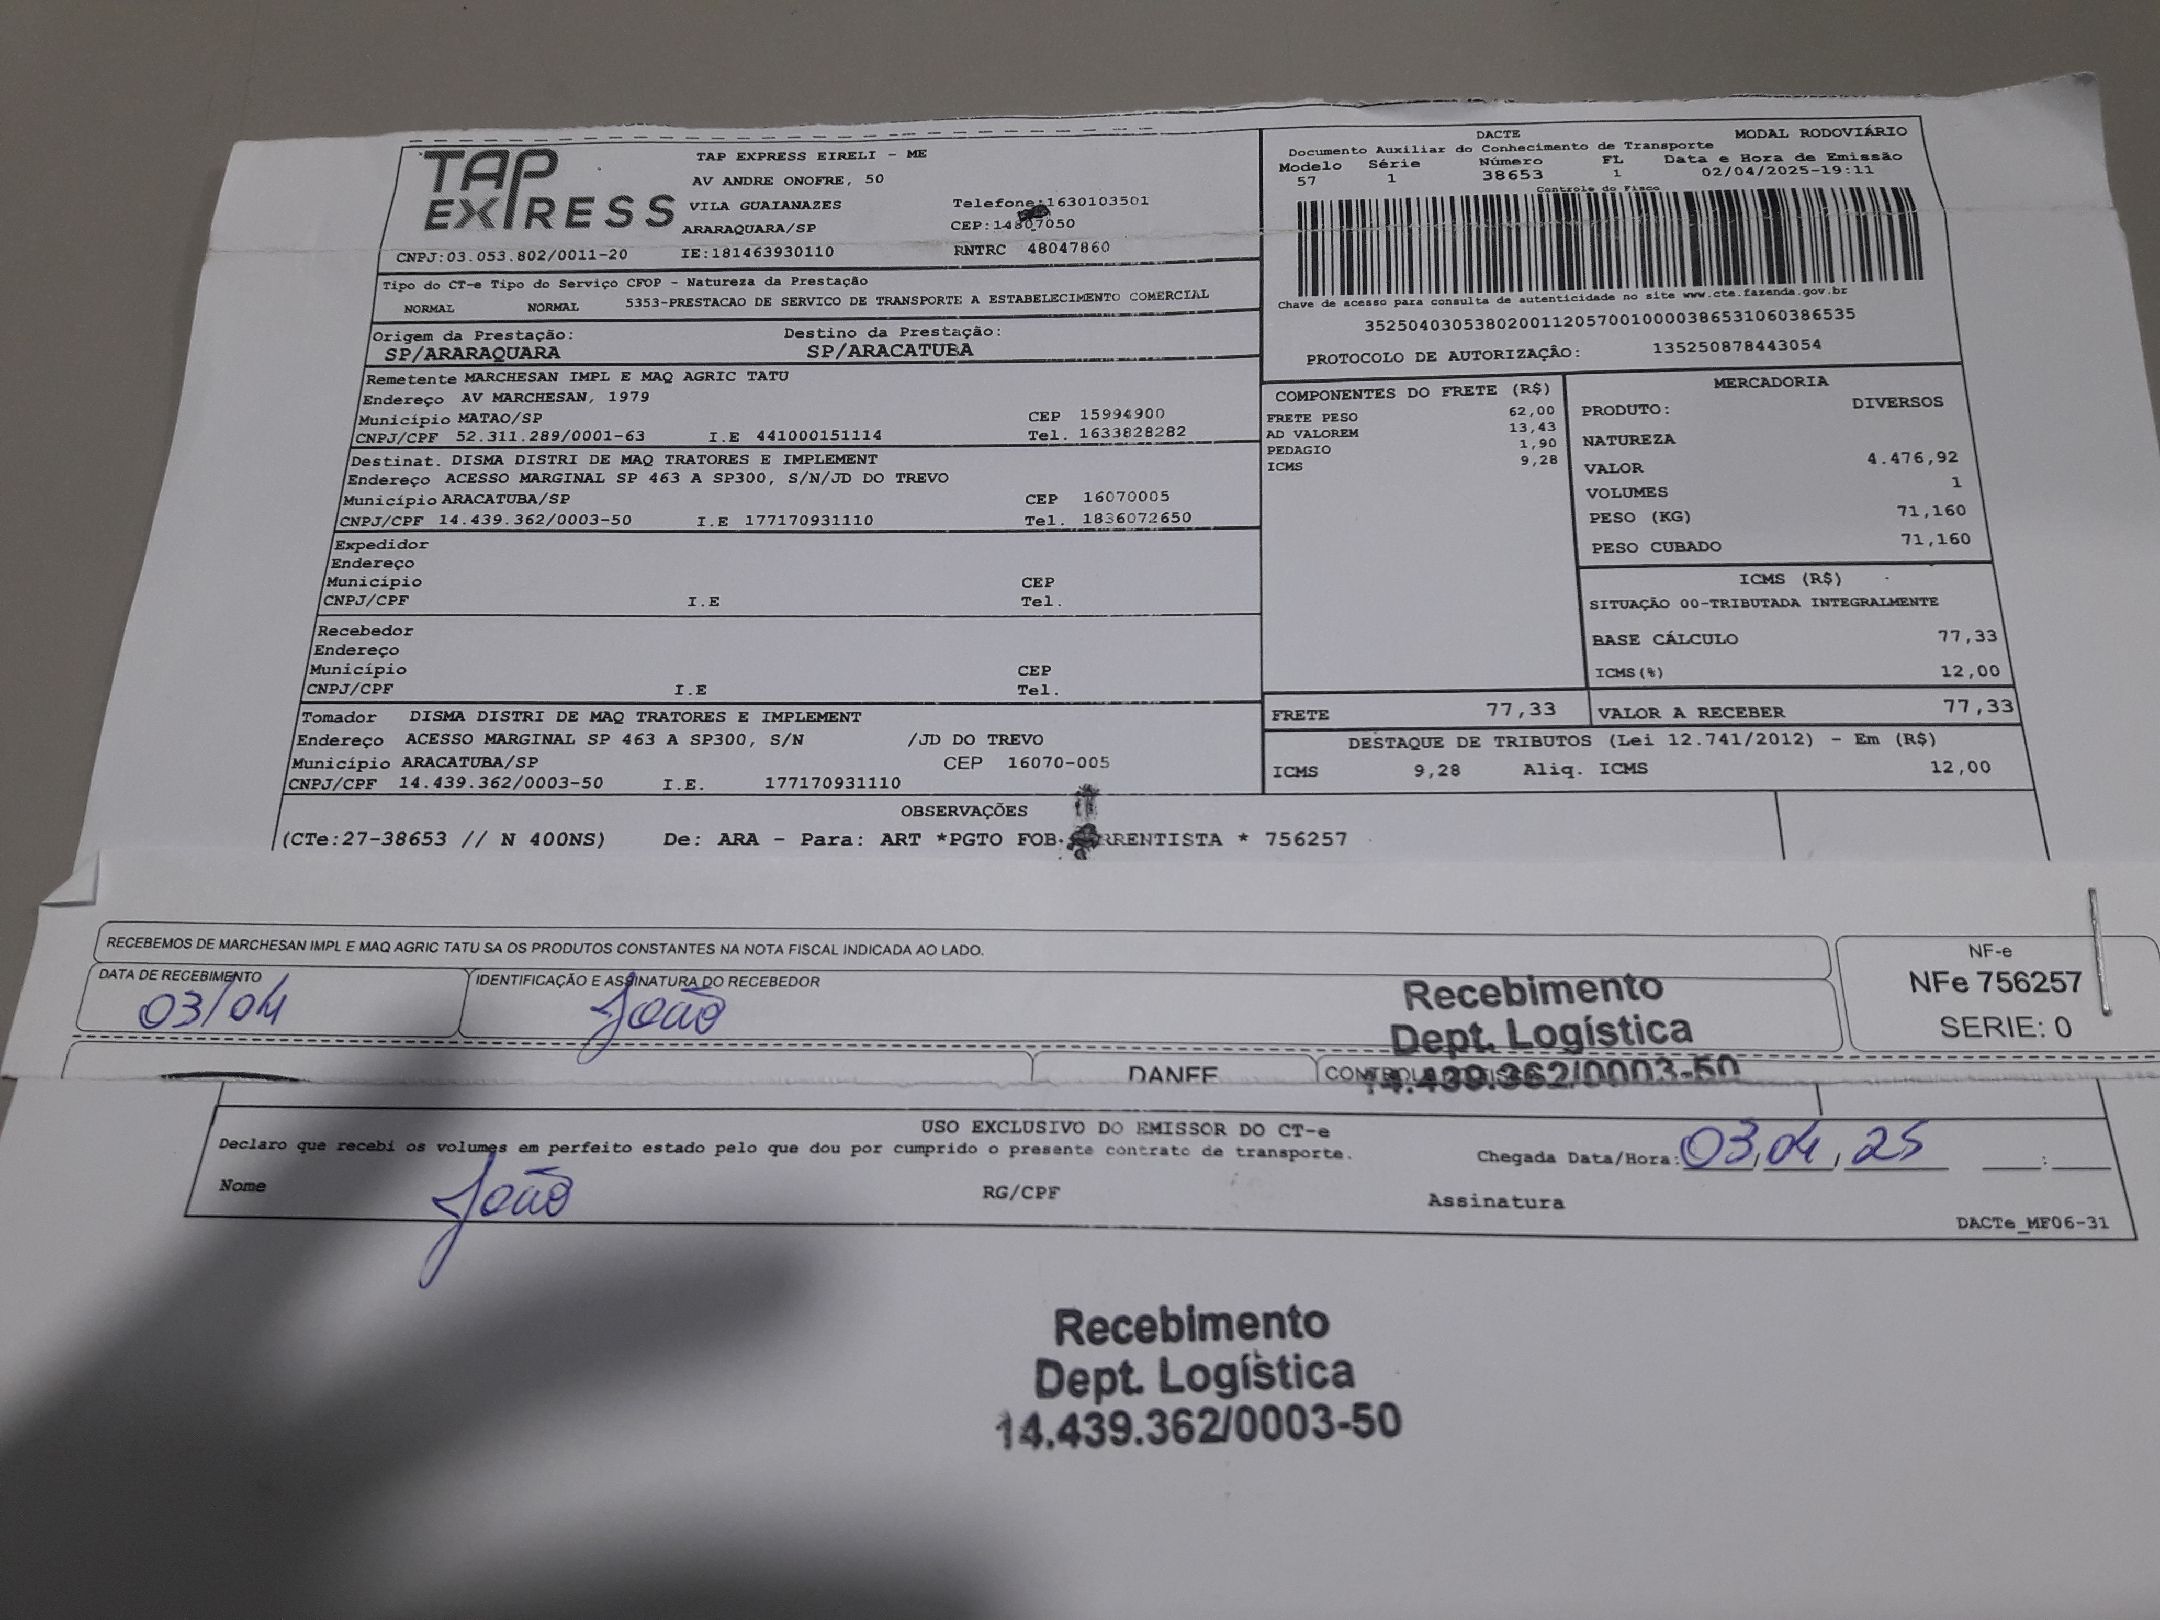 TAP EXPRESS
TAP EXPRESS EIRELI - ME
AV ANDRE ONOFRE, 50
VILA GUAIANAZES Telefone:1630103501
ARARAQUARA/SP CEP:14807050
CNPJ:03.053.802/0011-20 IE:181463930110 RNTRC 48047860
DACTE MODAL RODOVIÁRIO
Documento Auxiliar do Conhecimento de Transporte
Modelo Série Número FL Data e Hora de Emissão
57 1 38653 1 02/04/2025-19:11
Controle do Fisco
Chave de acesso para consulta de autenticidade no site www.cte.fazenda.gov.br
35250403053802001120570010000386531060386535
PROTOCOLO DE AUTORIZAÇÃO: 135250878443054
Tipo do CT-e Tipo do Serviço CFOP - Natureza da Prestação
NORMAL NORMAL 5353-PRESTACAO DE SERVICO DE TRANSPORTE A ESTABELECIMENTO COMERCIAL
Origem da Prestação: Destino da Prestação:
SP/ARARAQUARA SP/ARACATUBA
Remetente MARCHESAN IMPL E MAQ AGRIC TATU
Endereço AV MARCHESAN, 1979
Município MATAO/SP CEP 15994900
CNPJ/CPF 52.311.289/0001-63 I.E 441000151114 Tel. 1633828282
Destinat. DISMA DISTRI DE MAQ TRATORES E IMPLEMENT
Endereço ACESSO MARGINAL SP 463 A SP300, S/N/JD DO TREVO
Município ARACATUBA/SP CEP 16070005
CNPJ/CPF 14.439.362/0003-50 I.E 177170931110 Tel. 1836072650
Expedidor
Endereço
Município CEP
CNPJ/CPF I.E Tel.
Recebedor
Endereço
Município CEP
CNPJ/CPF I.E Tel.
Tomador DISMA DISTRI DE MAQ TRATORES E IMPLEMENT
Endereço ACESSO MARGINAL SP 463 A SP300, S/N /JD DO TREVO
Município ARACATUBA/SP CEP 16070-005
CNPJ/CPF 14.439.362/0003-50 I.E. 177170931110
COMPONENTES DO FRETE (R$)
FRETE PESO 62,00
AD VALOREM 13,43
PEDAGIO 1,90
ICMS 9,28
MERCADORIA
PRODUTO: DIVERSOS
NATUREZA
VALOR 4.476,92
VOLUMES 1
PESO (KG) 71,160
PESO CUBADO 71,160
ICMS (R$)
SITUAÇÃO 00-TRIBUTADA INTEGRALMENTE
BASE CÁLCULO 77,33
ICMS(%) 12,00
FRETE 77,33 VALOR A RECEBER 77,33
DESTAQUE DE TRIBUTOS (Lei 12.741/2012) - Em (R$)
ICMS 9,28 Aliq. ICMS 12,00
OBSERVAÇÕES
(CTe:27-38653 // N 400NS) De: ARA - Para: ART *PGTO FOB- RRENTISTA * 756257
RECEBEMOS DE MARCHESAN IMPL E MAQ AGRIC TATU SA OS PRODUTOS CONSTANTES NA NOTA FISCAL INDICADA AO LADO.
DATA DE RECEBIMENTO IDENTIFICAÇÃO E ASSINATURA DO RECEBEDOR
03/04 João
NF-e
NFe 756257
SERIE: 0
Recebimento
Dept. Logística
14.439.362/0003-50
DANFE
USO EXCLUSIVO DO EMISSOR DO CT-e
Declaro que recebi os volumes em perfeito estado pelo que dou por cumprido o presente contrato de transporte.
Chegada Data/Hora: 03,04,25 :
Nome João RG/CPF Assinatura
DACTe_MF06-31
Recebimento
Dept. Logística
14.439.362/0003-50